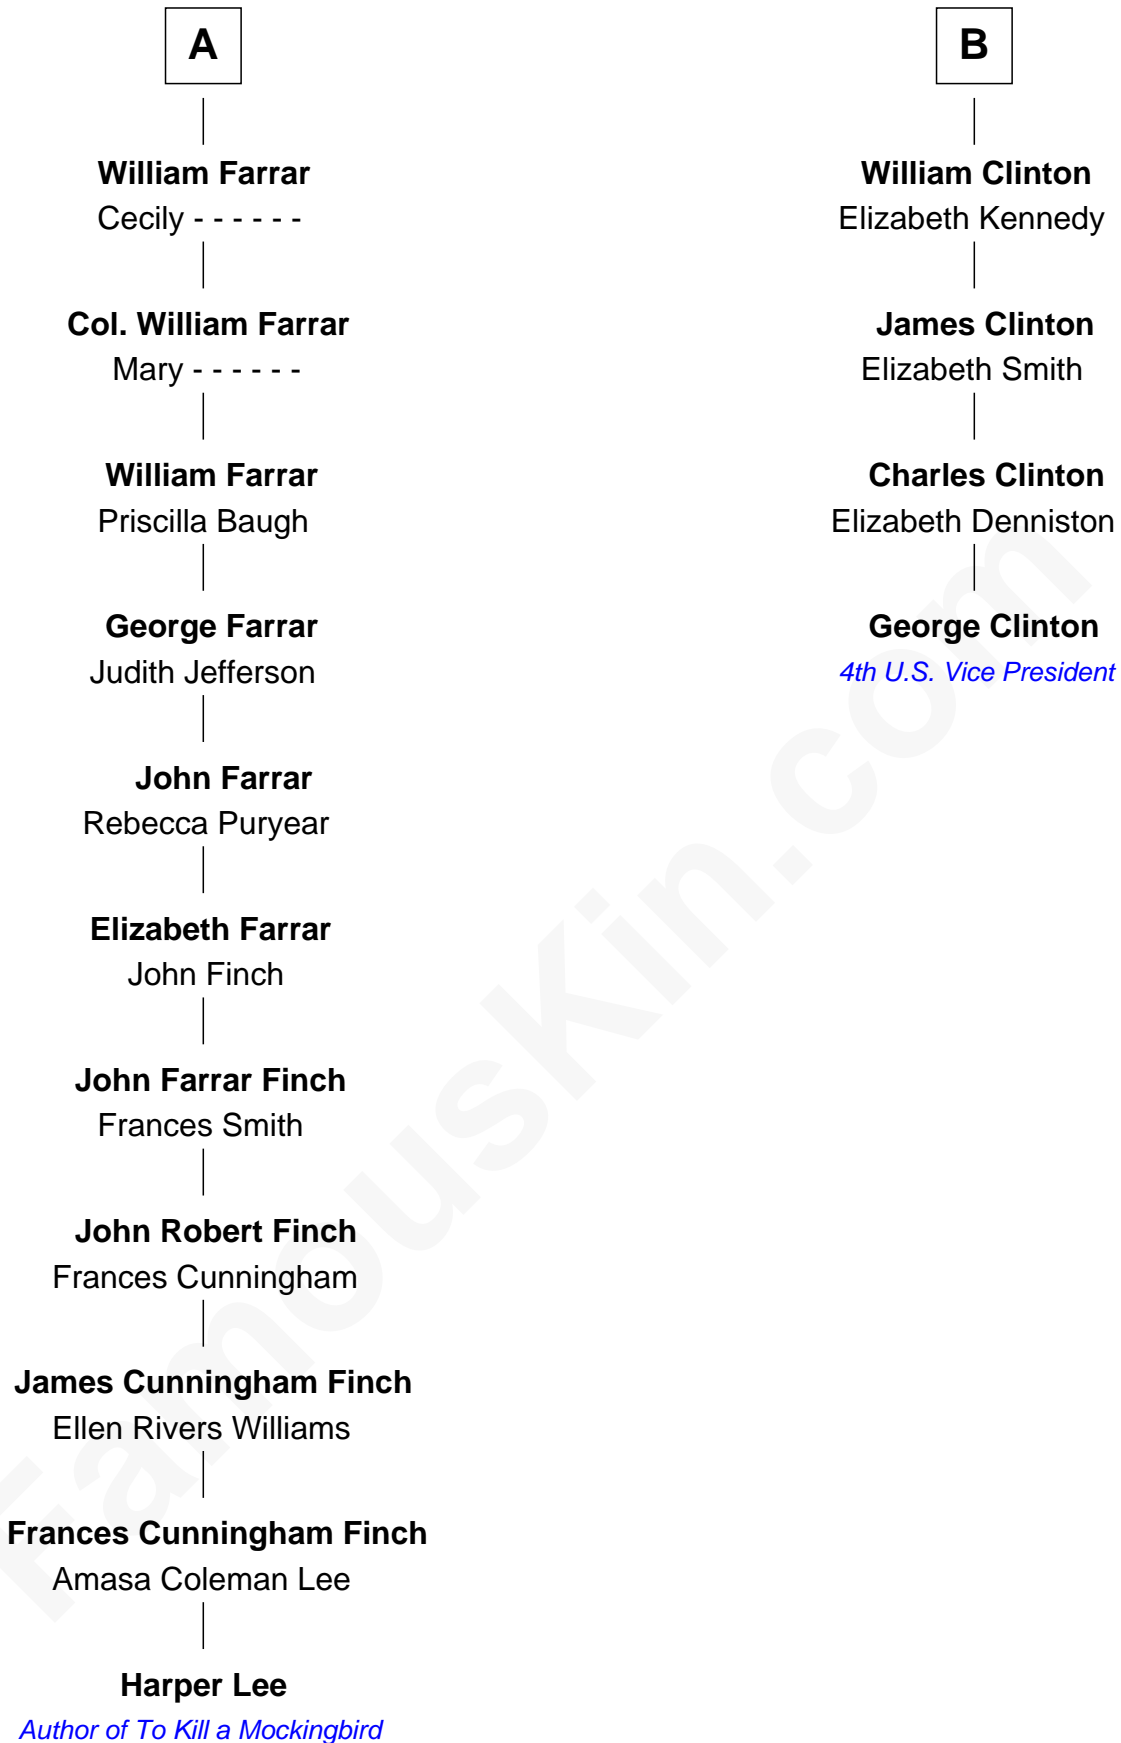 A
William Farrar
Cecily - - - - - -
Col. William Farrar
Mary - - - - - -
William Farrar
Priscilla Baugh
George Farrar
Judith Jefferson
John Farrar
Rebecca Puryear
Elizabeth Farrar
John Finch
John Farrar Finch
Frances Smith
John Robert Finch
Frances Cunningham
James Cunningham Finch
Ellen Rivers Williams
Frances Cunningham Finch
Amasa Coleman Lee
Harper Lee
Author of To Kill a Mockingbird
B
William Clinton
Elizabeth Kennedy
James Clinton
Elizabeth Smith
Charles Clinton
Elizabeth Denniston
George Clinton
4th U.S. Vice President
FamousKin.com